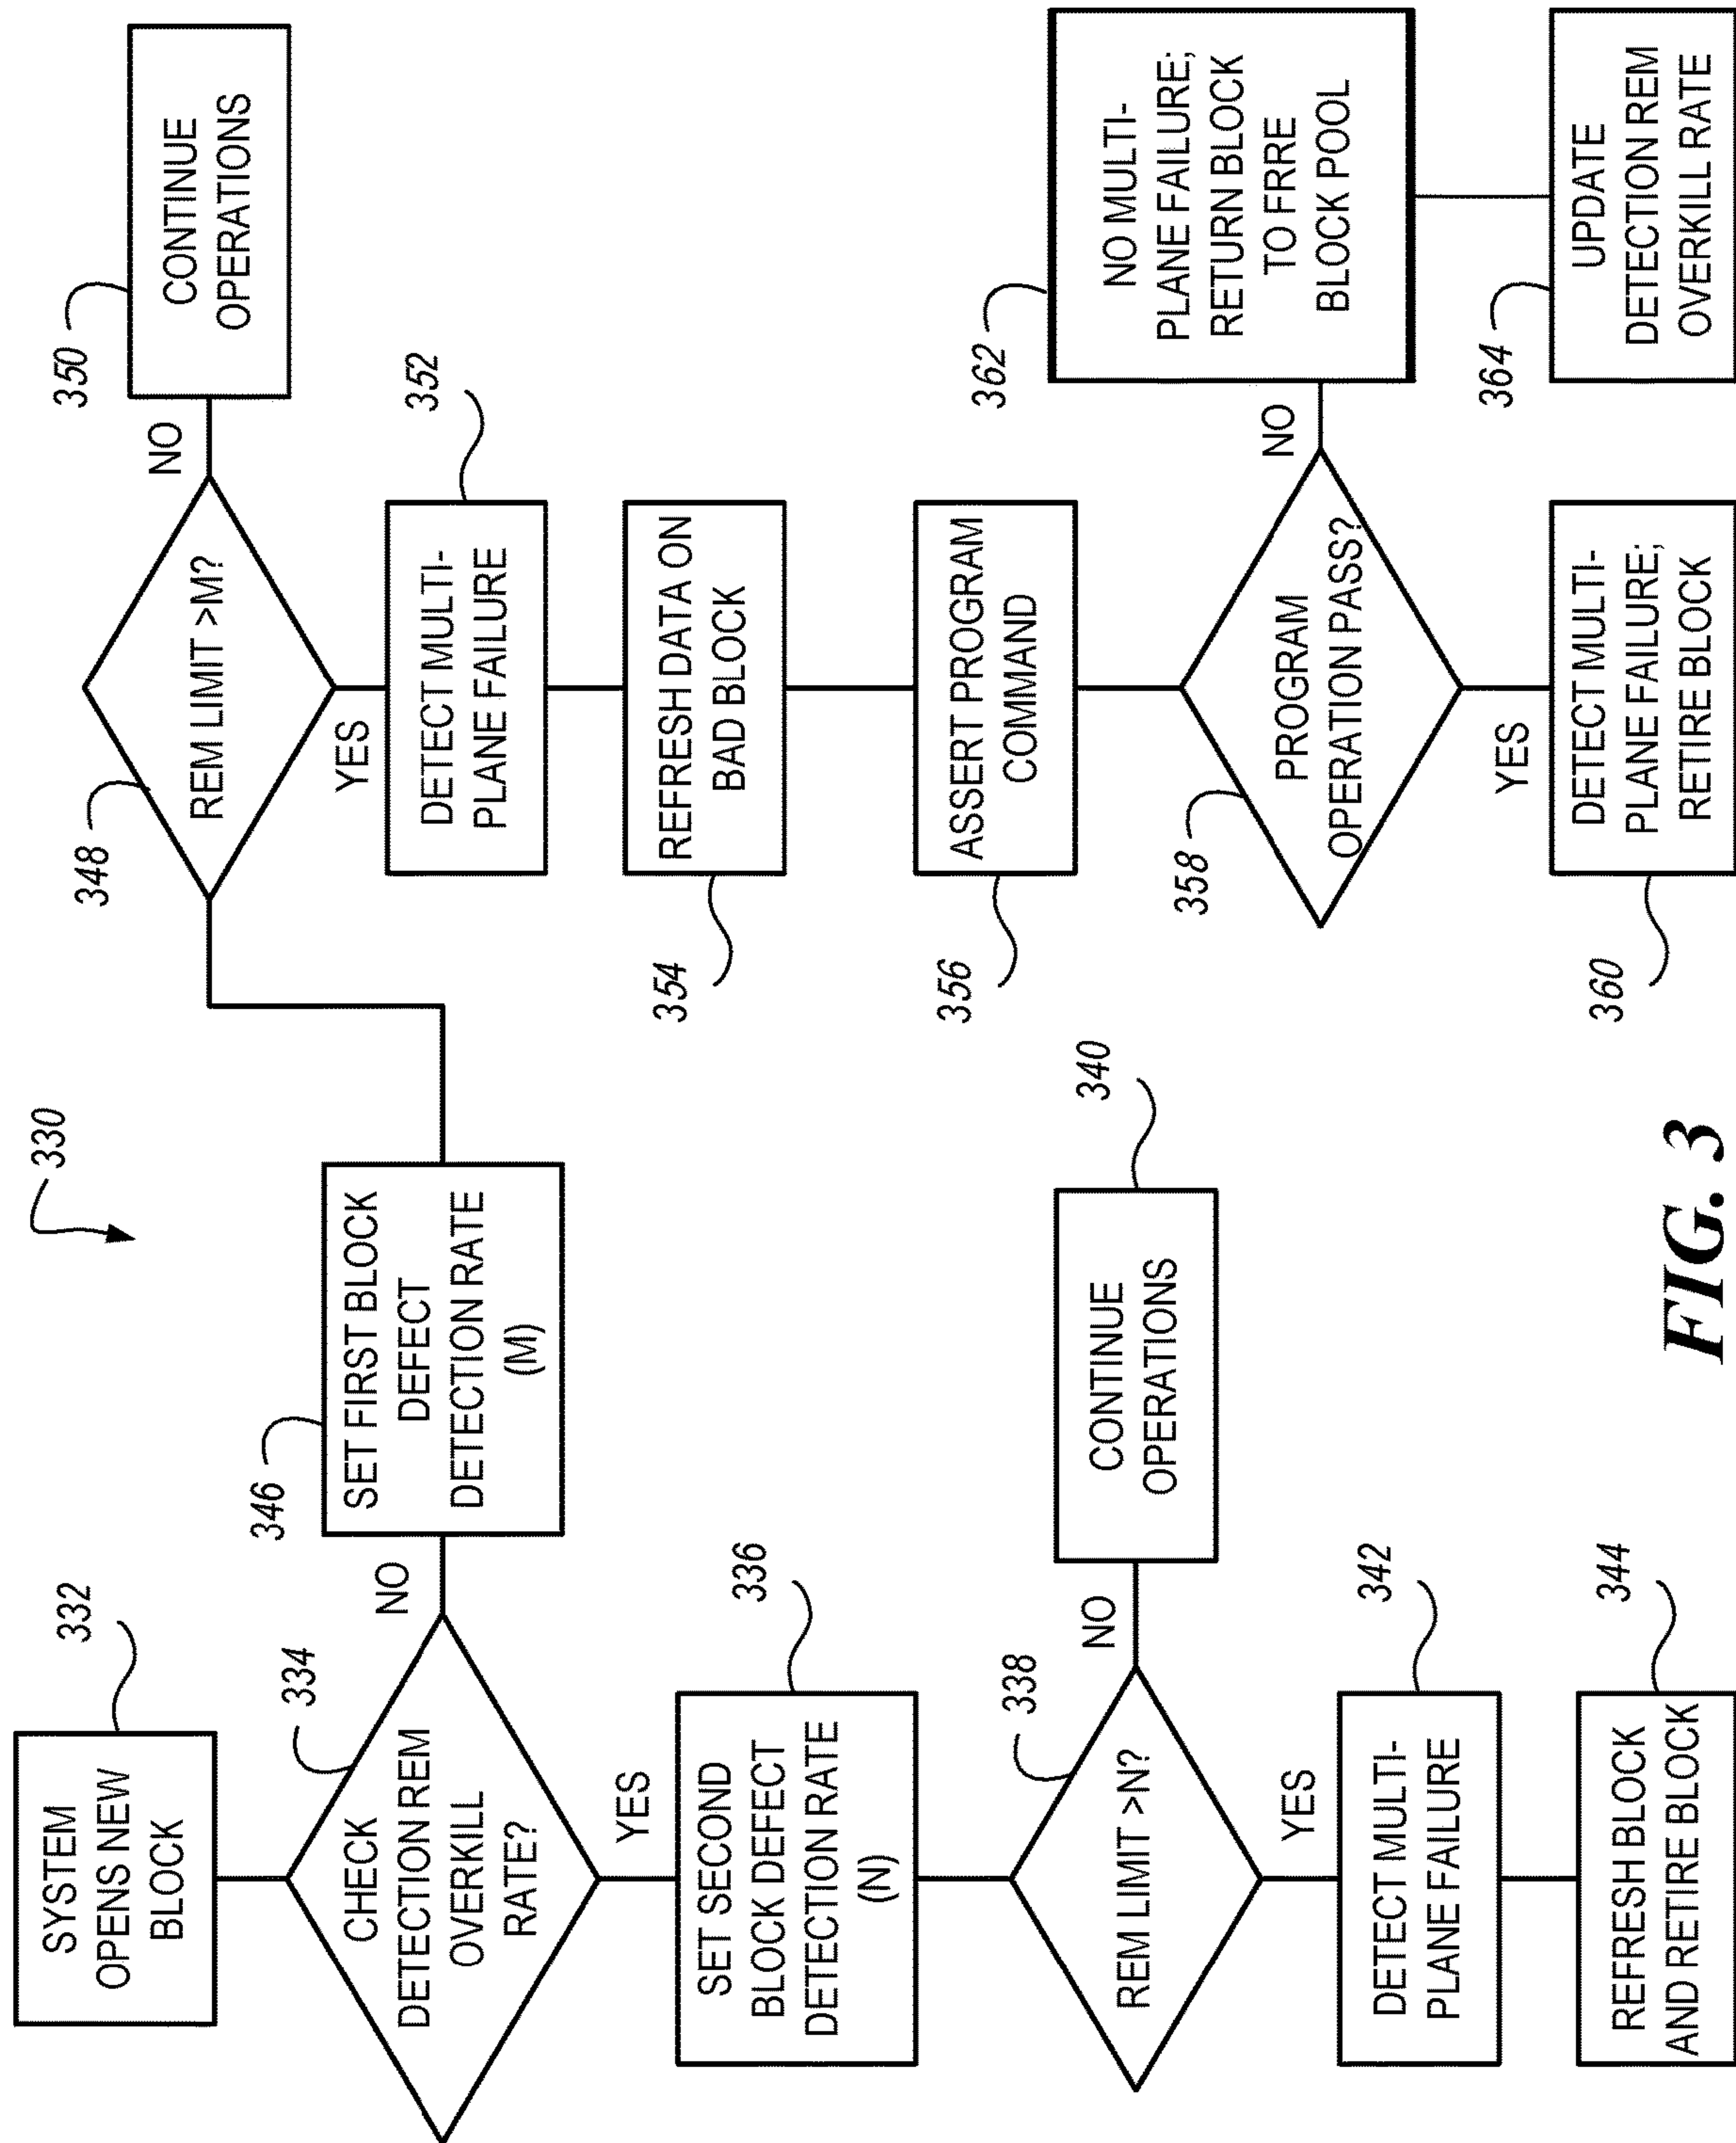 330
SYSTEM
OPENS NEW
BLOCK
332
CHECK
DETECTION REM
OVERKILL
RATE?
334
NO
YES
SET SECOND
BLOCK DEFECT
DETECTION RATE
(N)
336
REM LIMIT >N?
338
NO
CONTINUE
OPERATIONS
340
YES
DETECT MULTI-
PLANE FAILURE
342
REFRESH BLOCK
AND RETIRE BLOCK
344
SET FIRST BLOCK
DEFECT
DETECTION RATE
(M)
346
REM LIMIT >M?
348
NO
CONTINUE
OPERATIONS
350
YES
DETECT MULTI-
PLANE FAILURE
352
REFRESH DATA ON
BAD BLOCK
354
ASSERT PROGRAM
COMMAND
356
PROGRAM
OPERATION PASS?
358
YES
DETECT MULTI-
PLANE FAILURE;
RETIRE BLOCK
360
NO
NO MULTI-
PLANE FAILURE;
RETURN BLOCK
TO FRRE
BLOCK POOL
362
UPDATE
DETECTION REM
OVERKILL RATE
364
FIG. 3